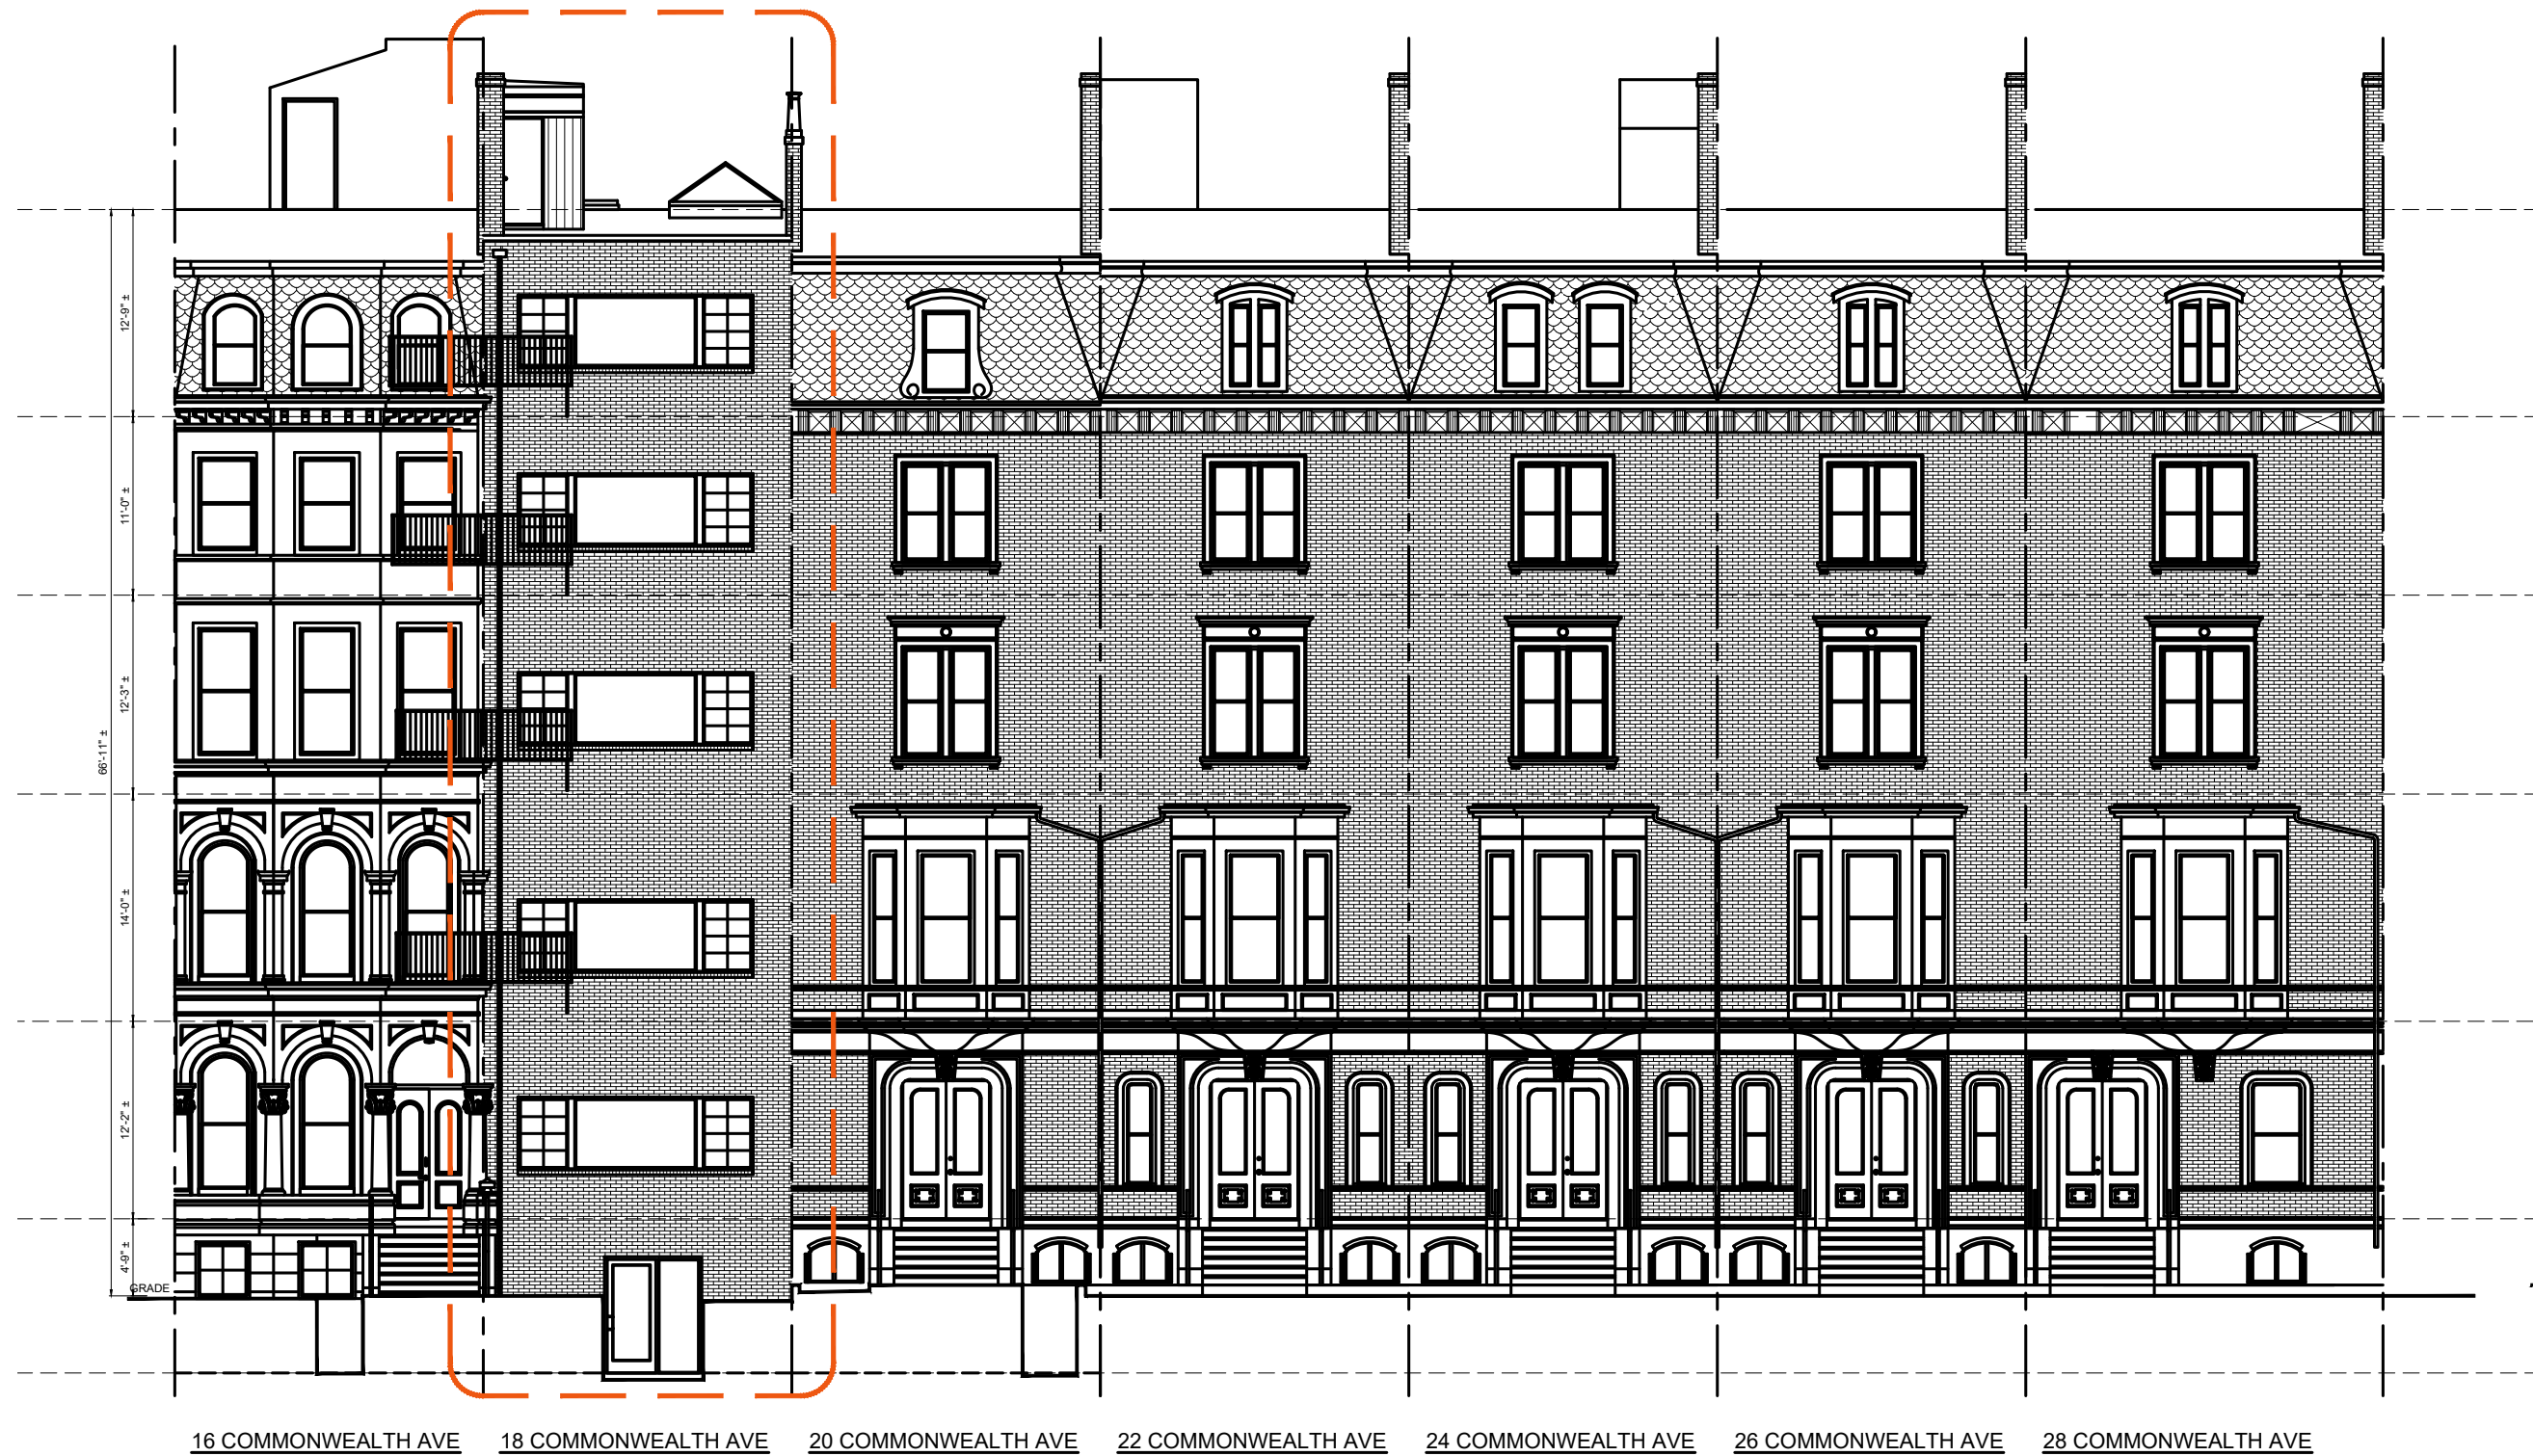 12'-9" ±
11'-0" ±
12'-3" ±
66'-11" ±
14'-0" ±
12'-2" ±
4'-9" ±
GRADE
16 COMMONWEALTH AVE
18 COMMONWEALTH AVE
20 COMMONWEALTH AVE
22 COMMONWEALTH AVE
24 COMMONWEALTH AVE
26 COMMONWEALTH AVE
28 COMMONWEALTH AVE